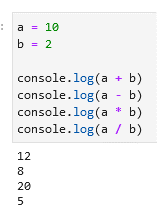 a = 10
b = 2
console.log(a + b)
console.log(a - b)
console.log(a * b)
console.log(a / b)
12
8
20
5